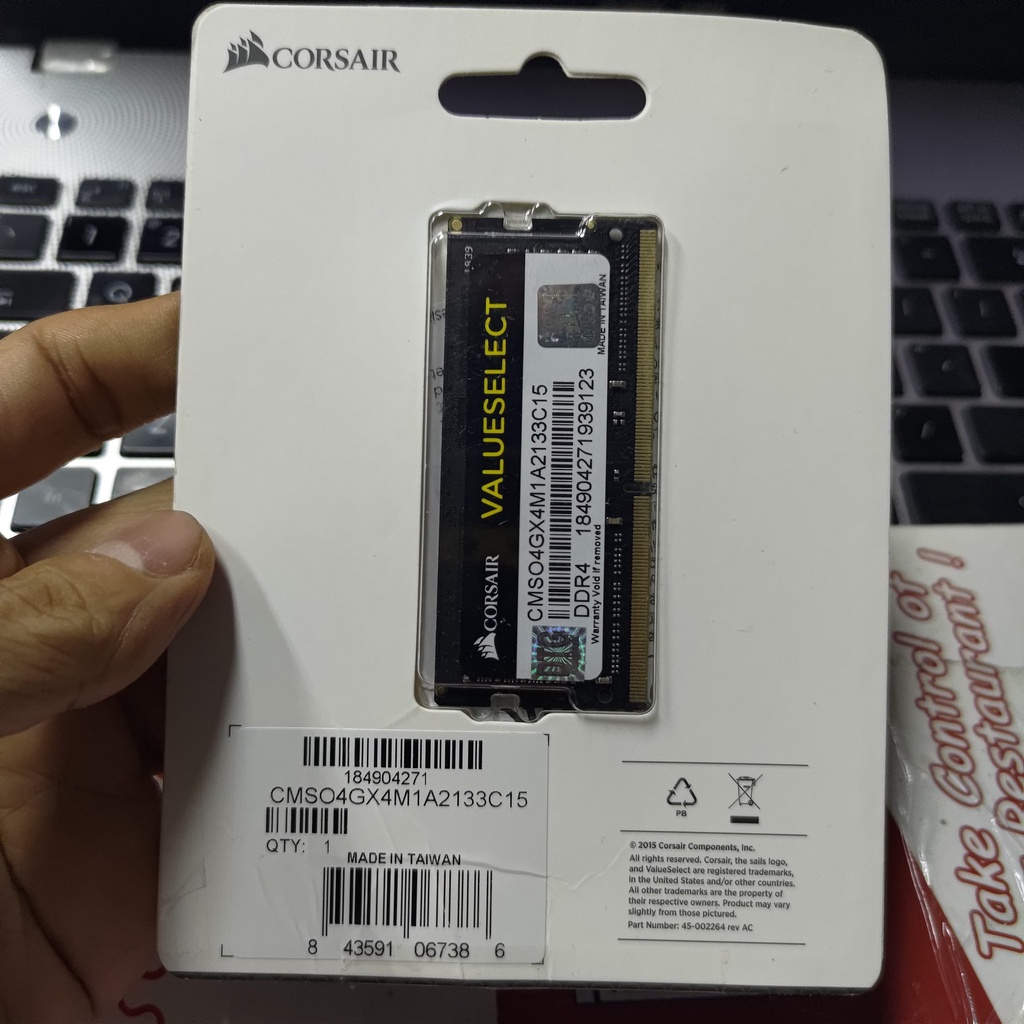 CORSAIR
1839
VALUESELECT
CORSAIR
MADE IN TAIWAN
CMSO4GX4M1A2133C15
DDR4 184904271939123
Warranty Void if removed
184904271
CMSO4GX4M1A2133C15
QTY: 1
MADE IN TAIWAN
8 43591 06738 6
PB
© 2015 Corsair Components, Inc.
All rights reserved. Corsair, the sails logo,
and ValueSelect are registered trademarks,
in the United States and/or other countries.
All other trademarks are the property of
their respective owners. Product may vary
slightly from those pictured.
Part Number: 45-002264 rev AC
Take Control of
Restaurant !